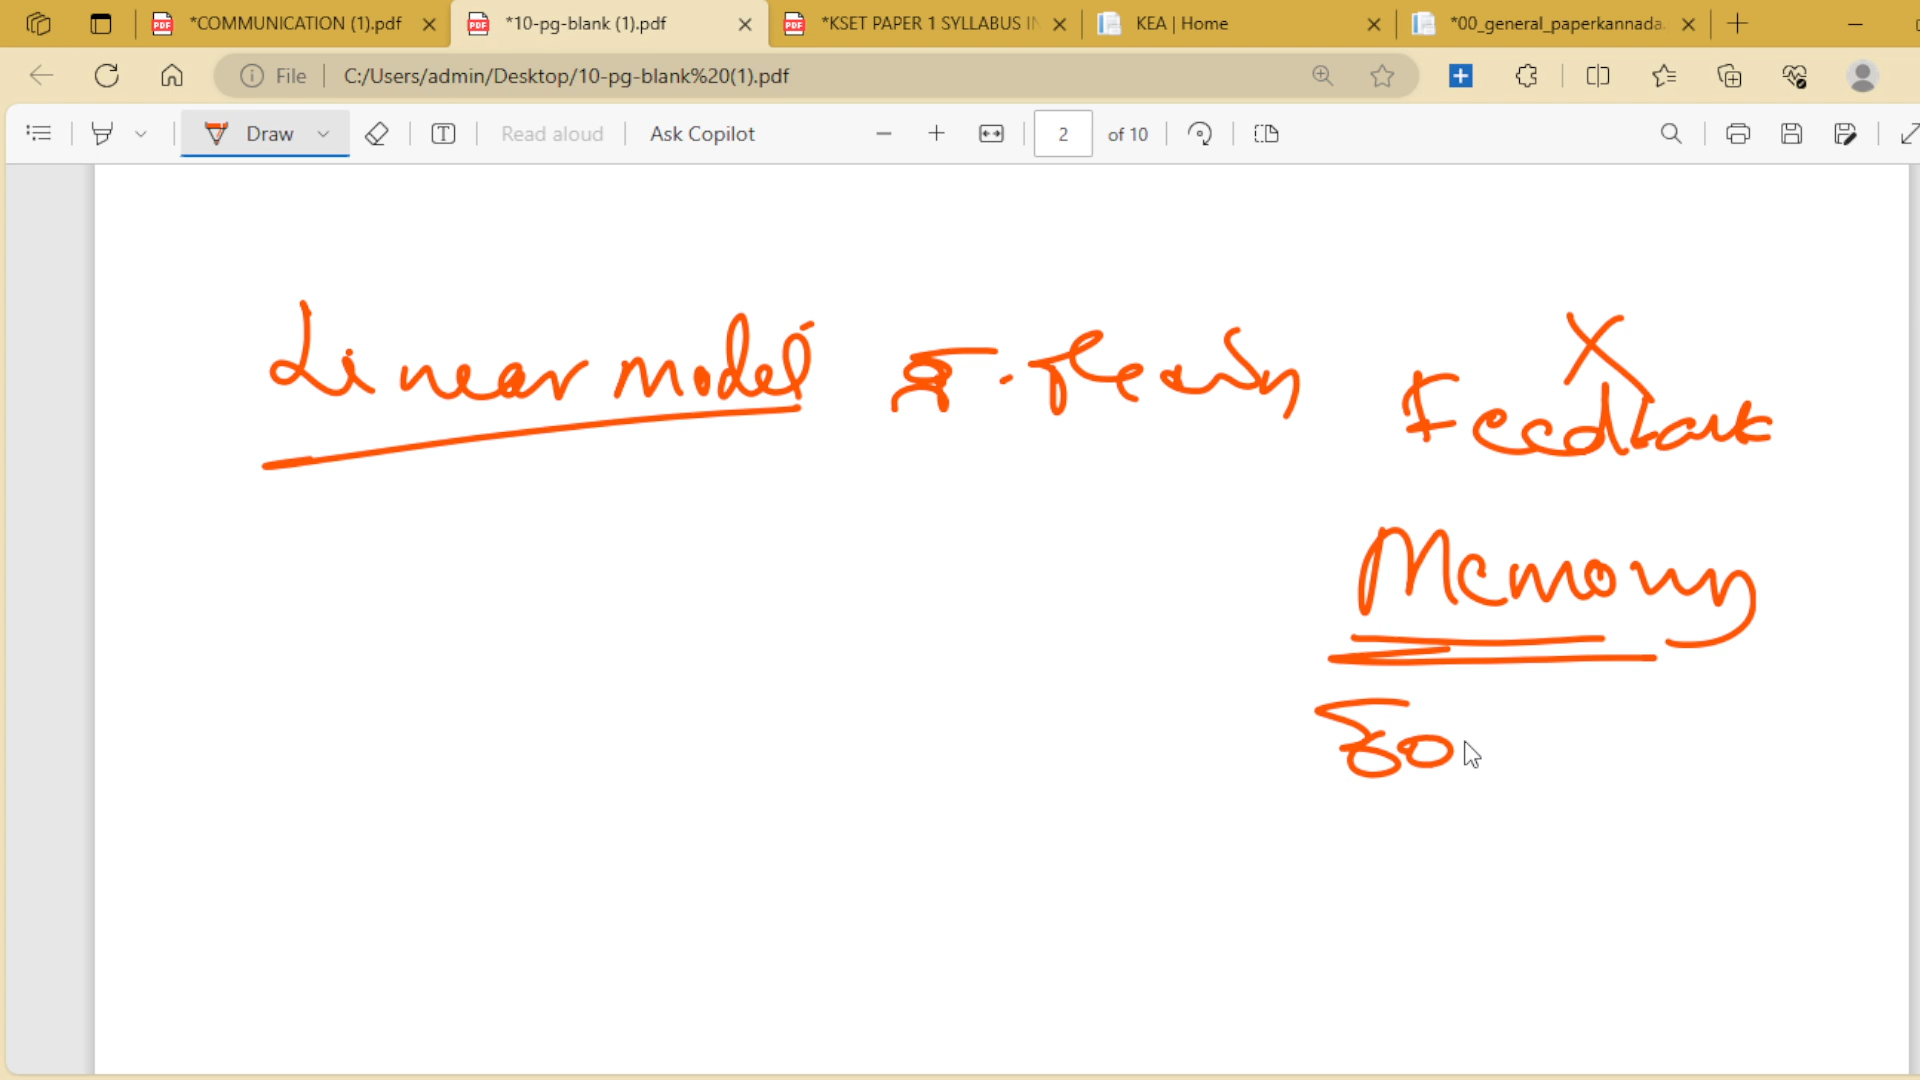 *COMMUNICATION (1).pdf
*10-pg-blank (1).pdf
*KSET PAPER 1 SYLLABUS IN
KEA | Home
*00_general_paperkannada.
File
C:/Users/admin/Desktop/10-pg-blank%20(1).pdf
Draw
Read aloud
Ask Copilot
2
of 10
Linear model
X
Feedback
Memory